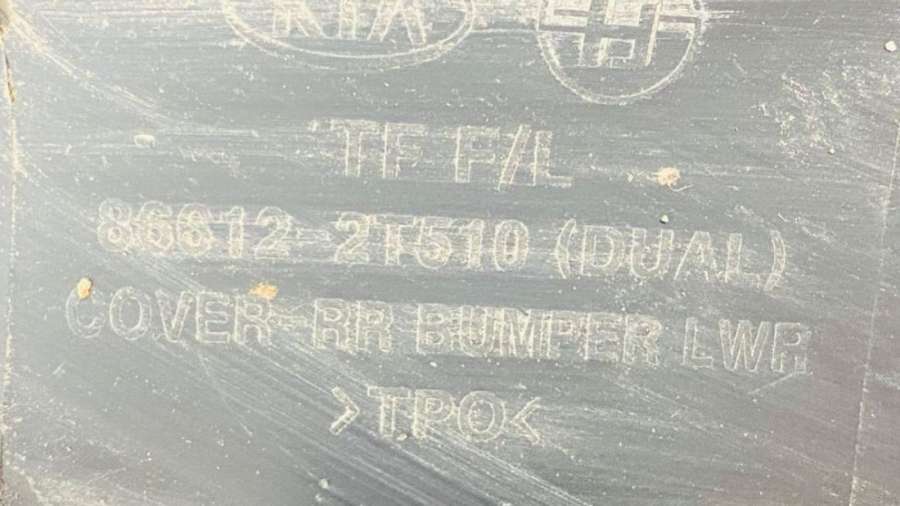 KIA
TF F/L
86612-2T510 (DUAL)
COVER-RR BUMPER LWR
>TPO<